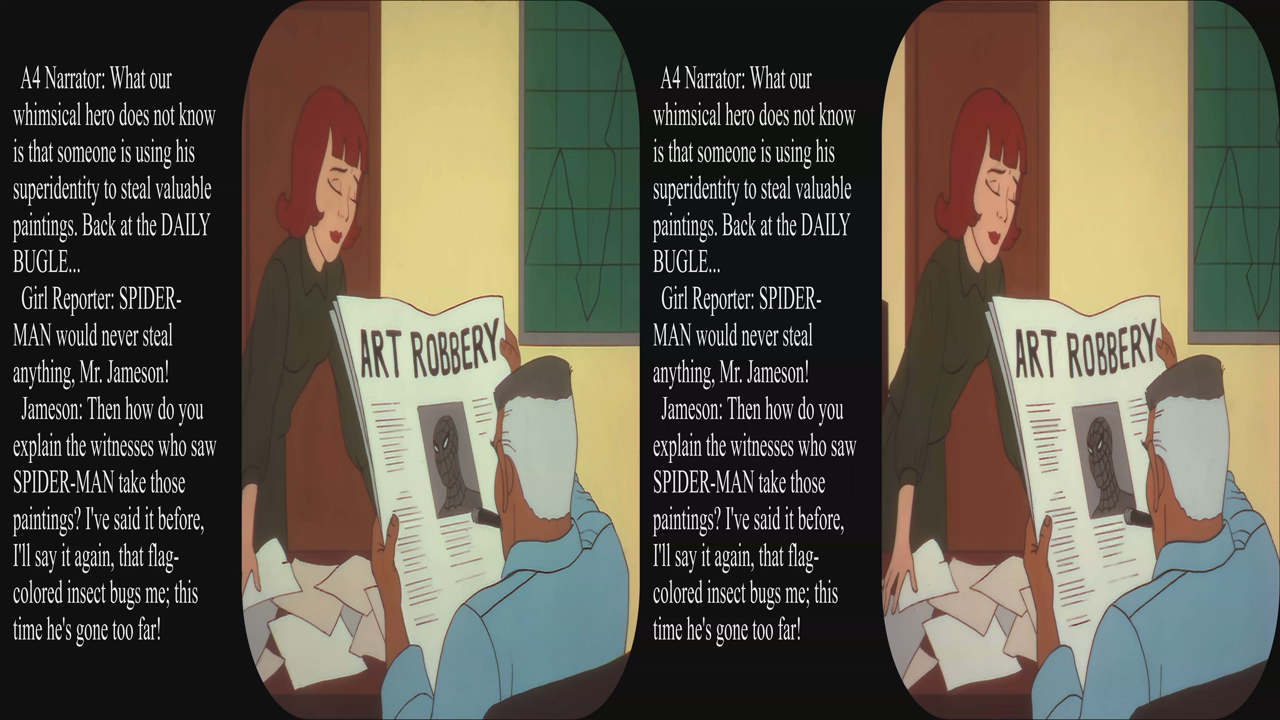 A4 Narrator: What our
whimsical hero does not know
is that someone is using his
superidentity to steal valuable
paintings. Back at the DAILY
BUGLE...
Girl Reporter: SPIDER-
MAN would never steal
anything, Mr. Jameson!
Jameson: Then how do you
explain the witnesses who saw
SPIDER-MAN take those
paintings? I've said it before,
I'll say it again, that flag-
colored insect bugs me; this
time he's gone too far!
ART ROBBERY
A4 Narrator: What our
whimsical hero does not know
is that someone is using his
superidentity to steal valuable
paintings. Back at the DAILY
BUGLE...
Girl Reporter: SPIDER-
MAN would never steal
anything, Mr. Jameson!
Jameson: Then how do you
explain the witnesses who saw
SPIDER-MAN take those
paintings? I've said it before,
I'll say it again, that flag-
colored insect bugs me; this
time he's gone too far!
ART ROBBERY